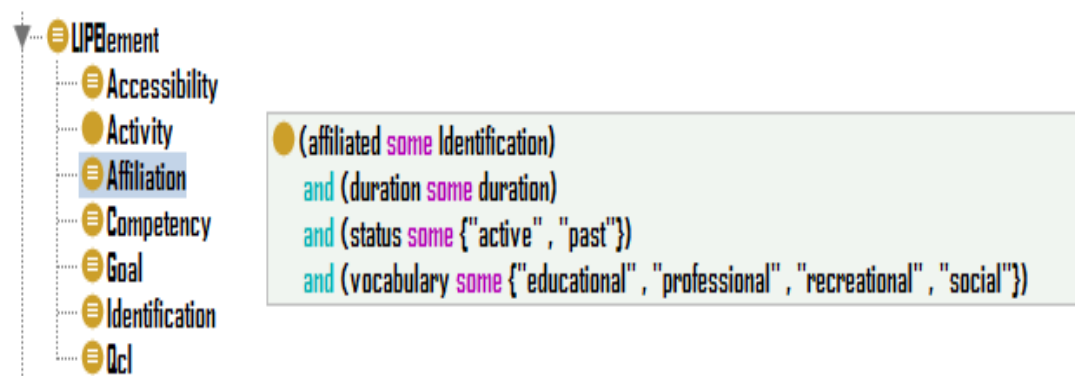 LIPElement
Accessibility
Activity
Affiliation
Competency
Goal
Identification
Qcl
(affiliated some Identification)
and (duration some duration)
and (status some {"active" , "past"})
and (vocabulary some {"educational" , "professional" , "recreational" , "social"})